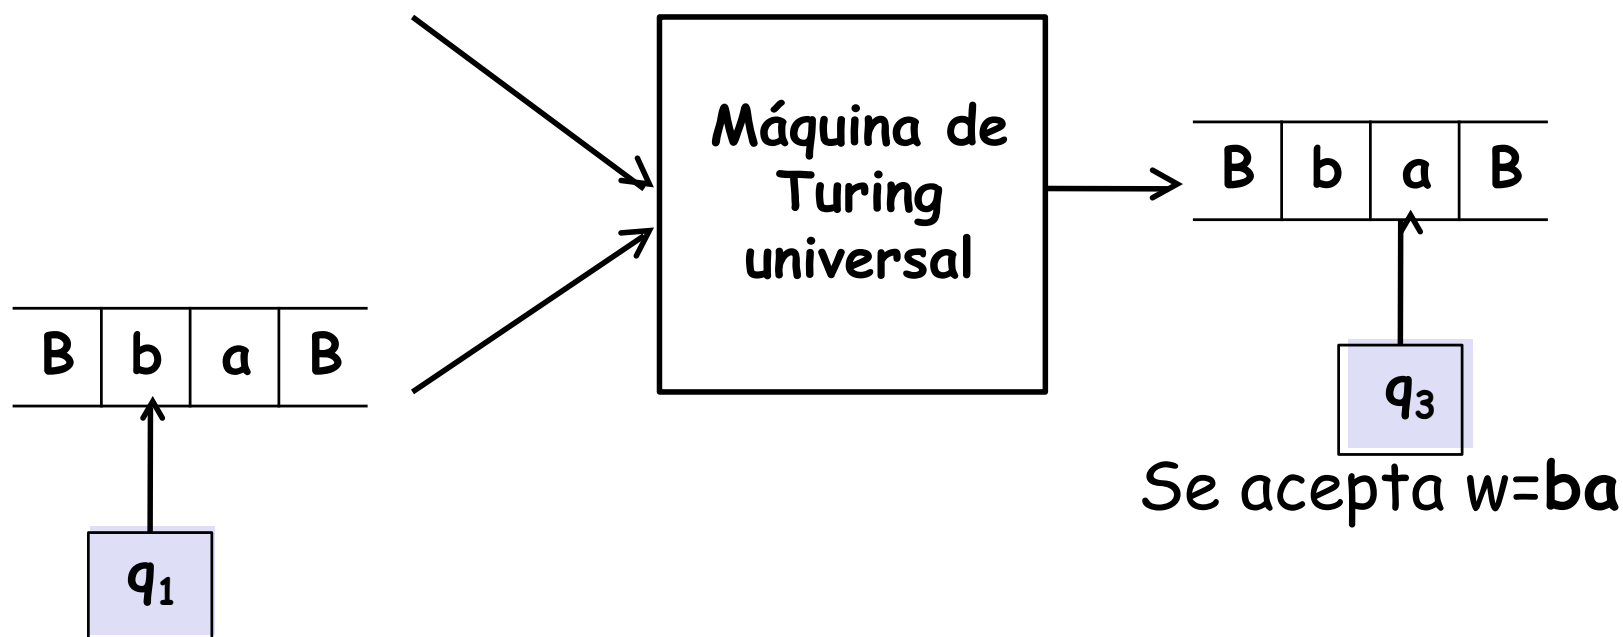 Máquina de
Turing
universal
B b a B
q₃
Se acepta w=ba
B b a B
q₁